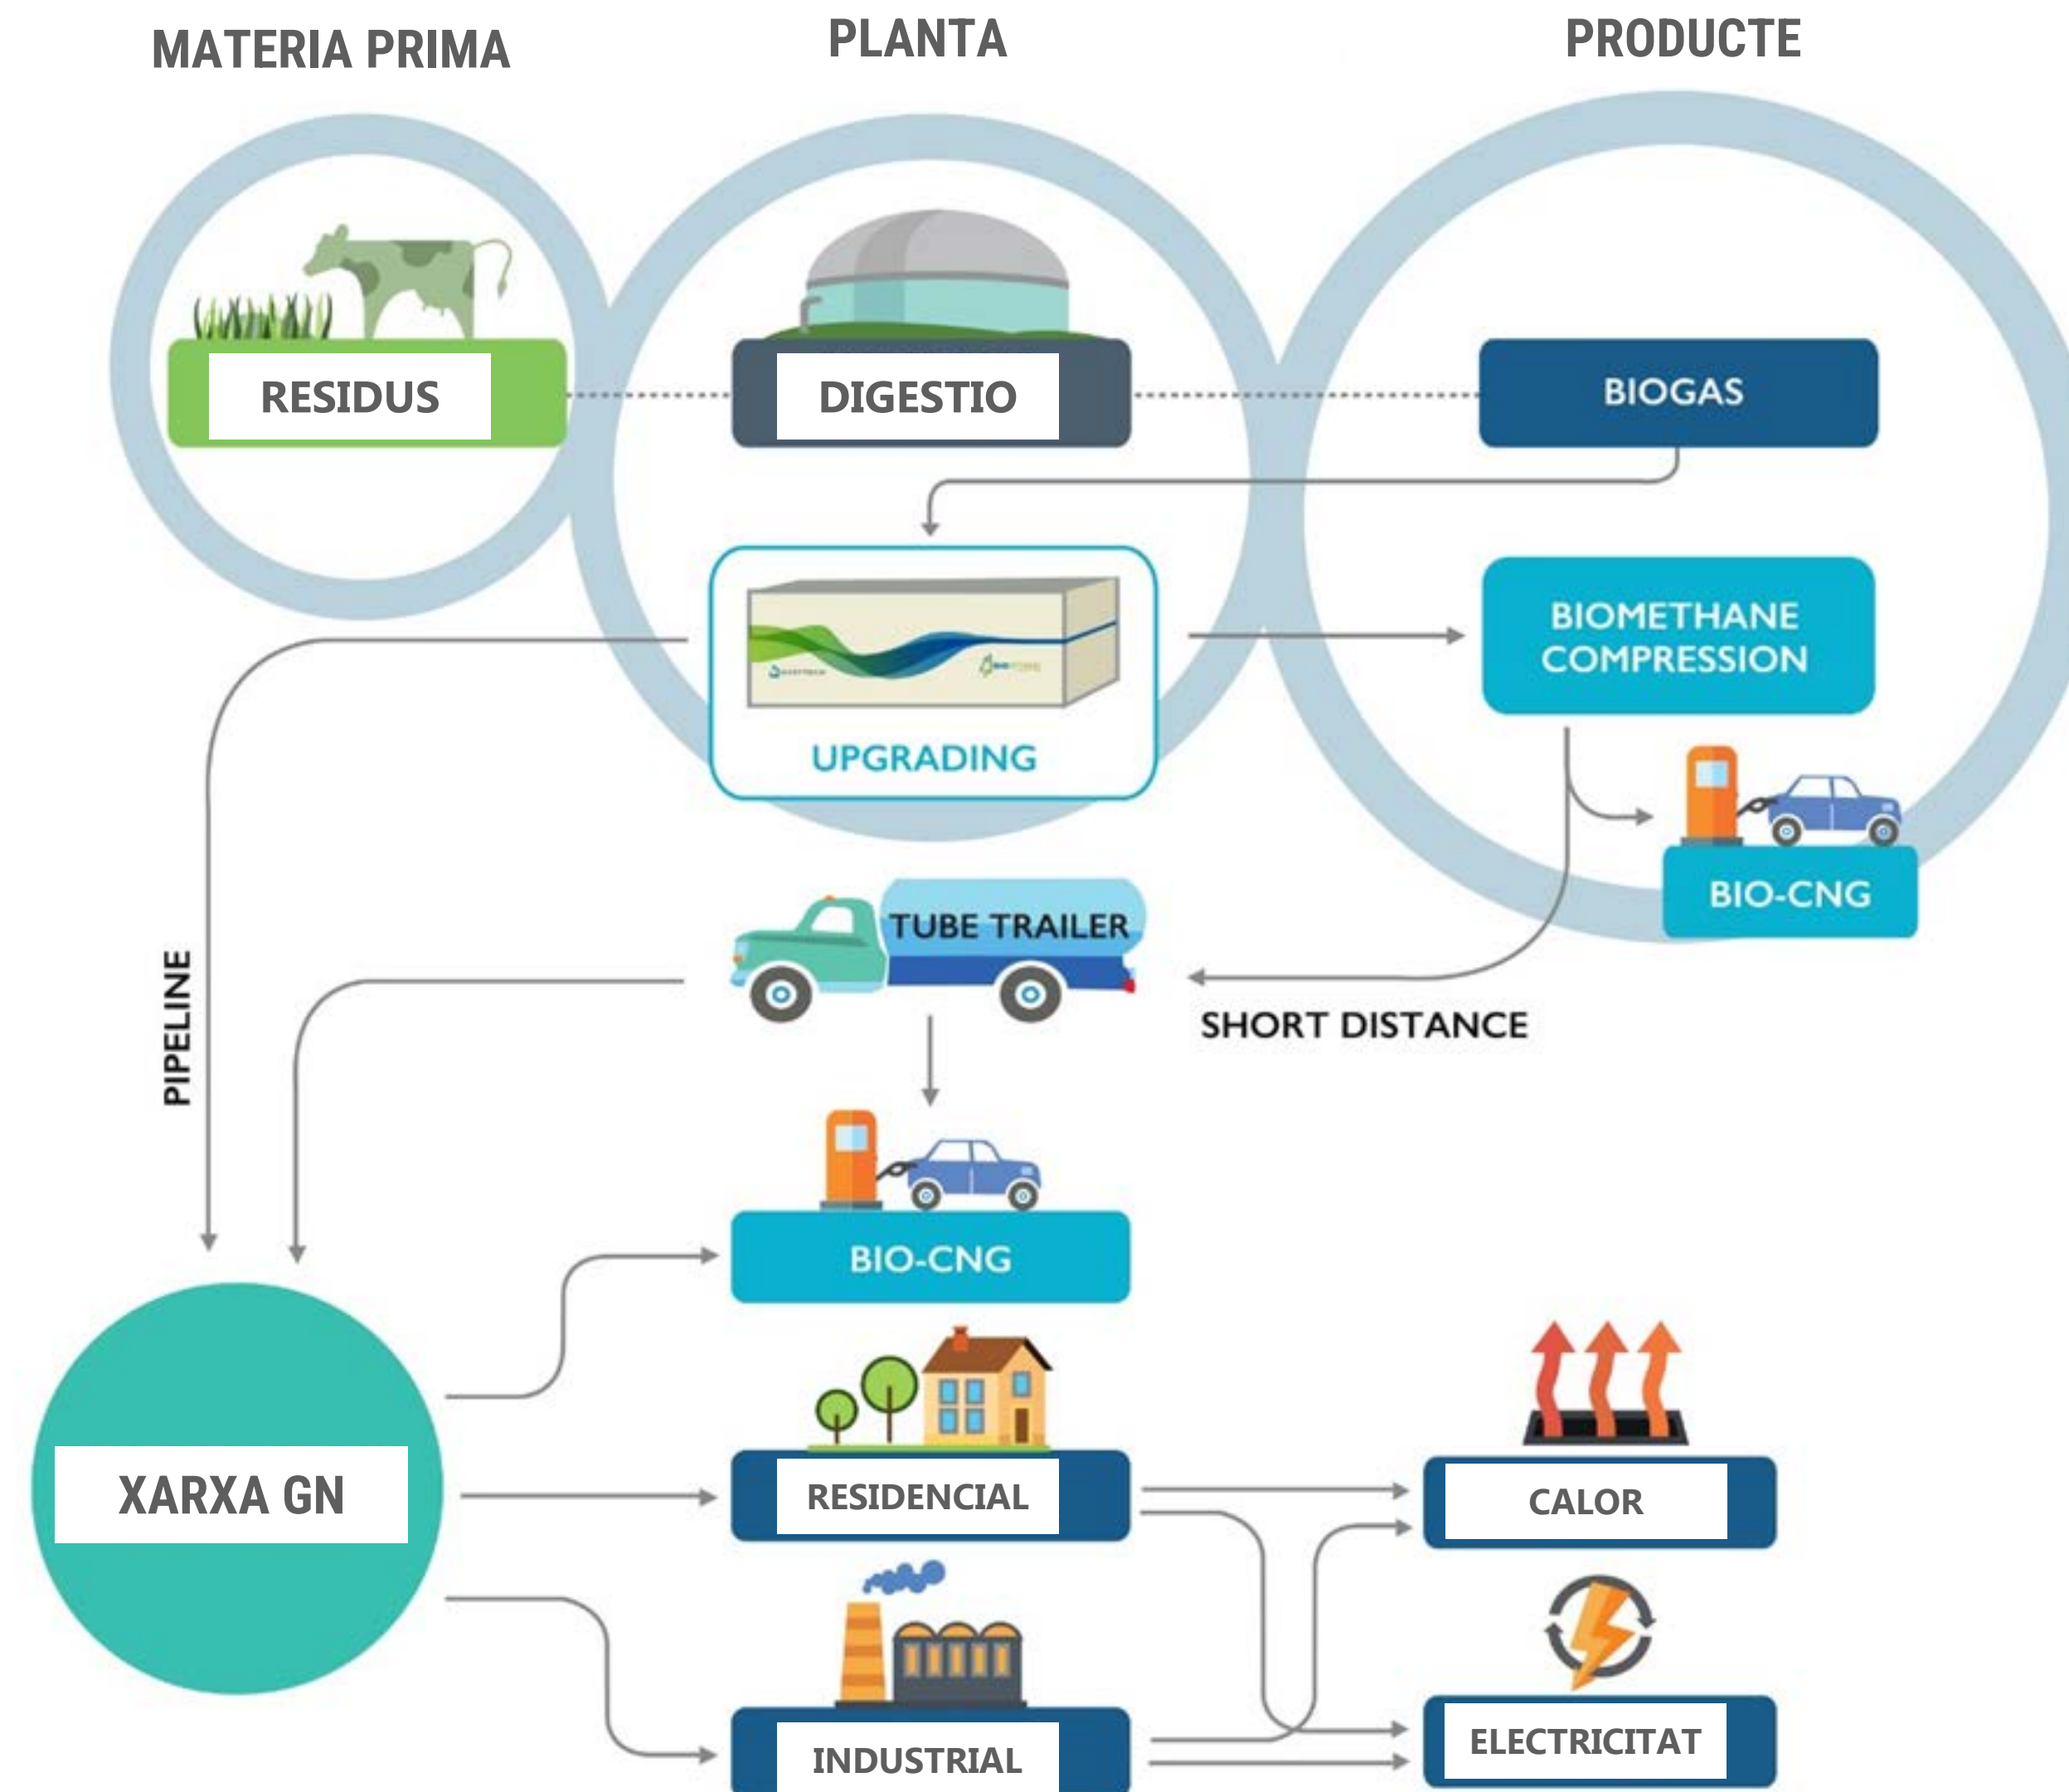 MATERIA PRIMA
PLANTA
PRODUCTE
RESIDUS
DIGESTIO
BIOGAS
UPGRADING
BIOMETHANE
COMPRESSION
BIO-CNG
TUBE TRAILER
SHORT DISTANCE
PIPELINE
BIO-CNG
XARXA GN
RESIDENCIAL
CALOR
INDUSTRIAL
ELECTRICITAT